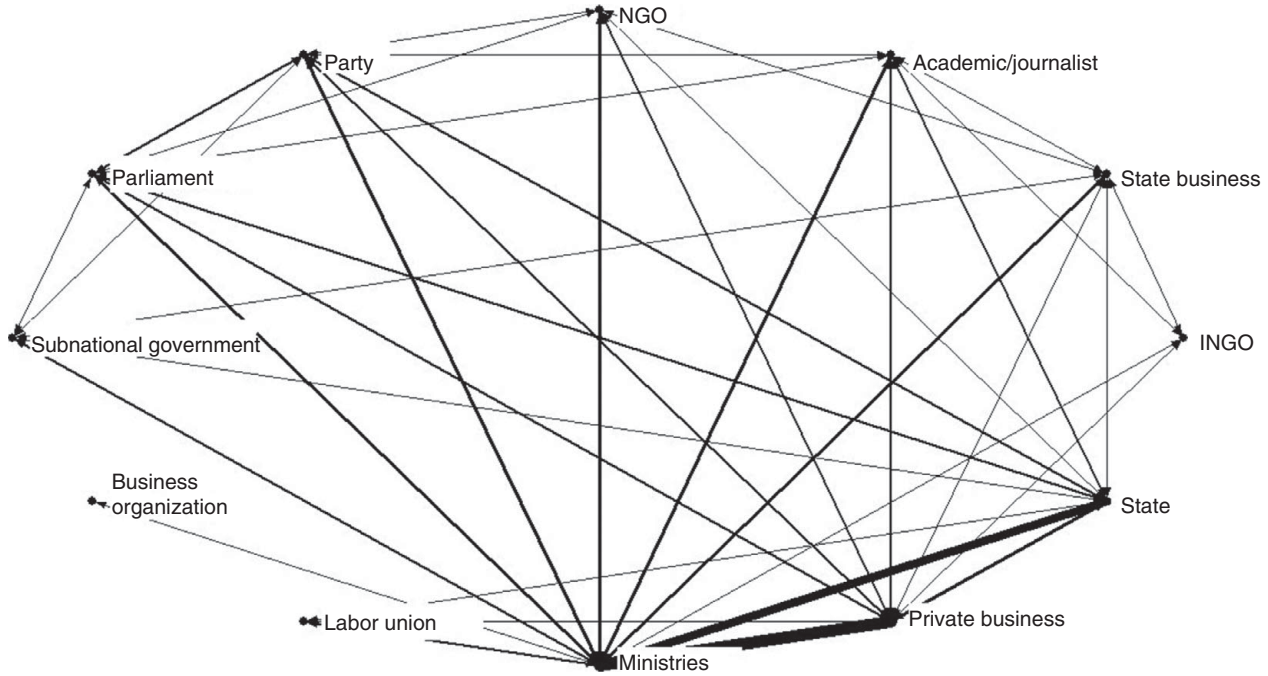 NGO
Party
Academic/journalist
Parliament
State business
Subnational government
INGO
Business
organization
State
Labor union
Private business
Ministries